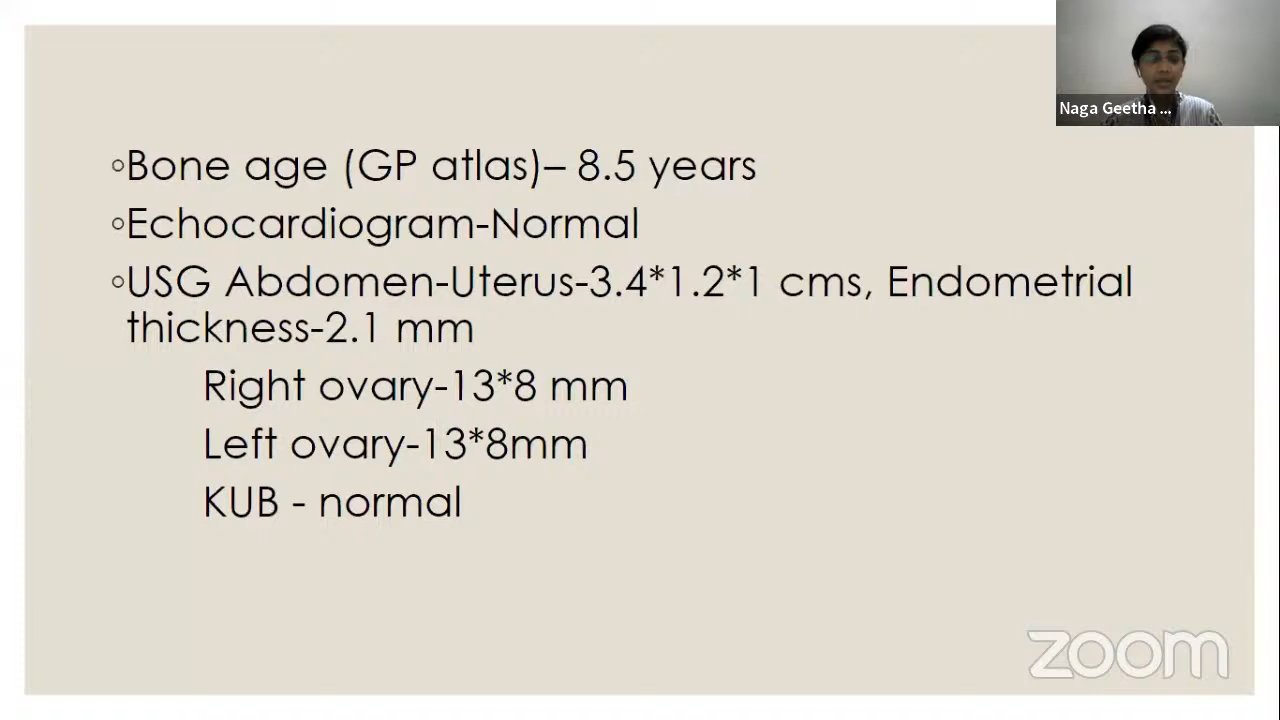 Naga Geetha ...
◦Bone age (GP atlas)– 8.5 years
◦Echocardiogram-Normal
◦USG Abdomen-Uterus-3.4*1.2*1 cms, Endometrial
thickness-2.1 mm
Right ovary-13*8 mm
Left ovary-13*8mm
KUB - normal
zoom